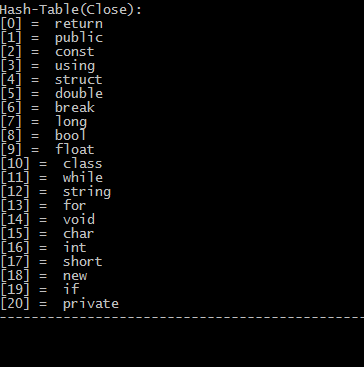 Hash-Table(Close):
[0] =  return
[1] =  public
[2] =  const
[3] =  using
[4] =  struct
[5] =  double
[6] =  break
[7] =  long
[8] =  bool
[9] =  float
[10] =  class
[11] =  while
[12] =  string
[13] =  for
[14] =  void
[15] =  char
[16] =  int
[17] =  short
[18] =  new
[19] =  if
[20] =  private
-----------------------------------------------